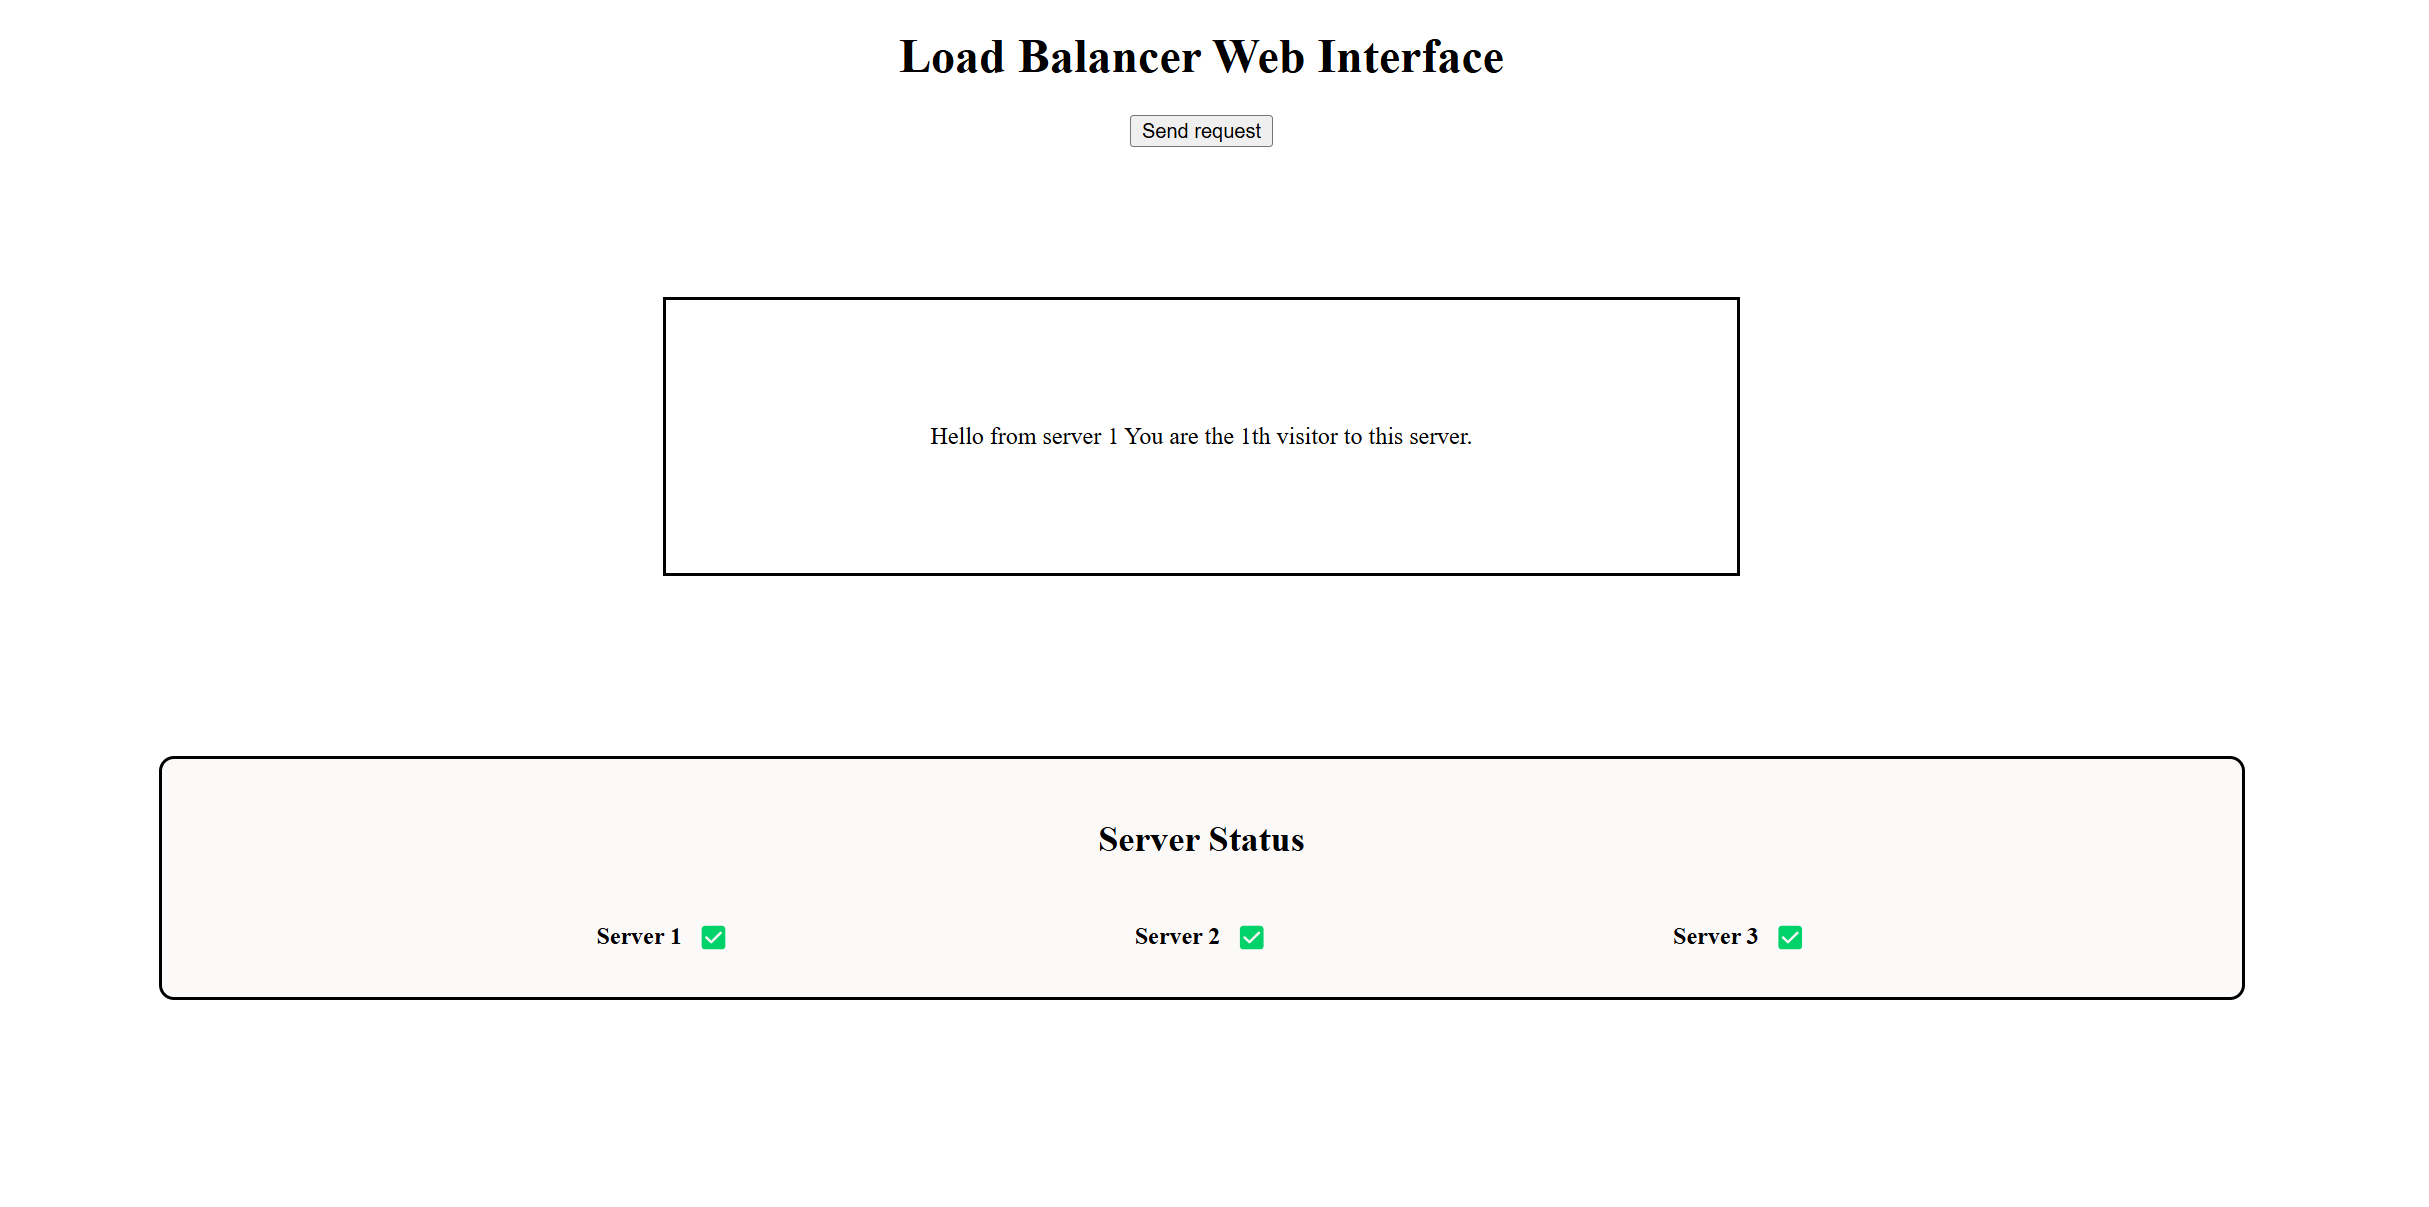 Load Balancer Web Interface
Send request
Hello from server 1 You are the 1th visitor to this server.
Server Status
Server 1 Server 2 Server 3